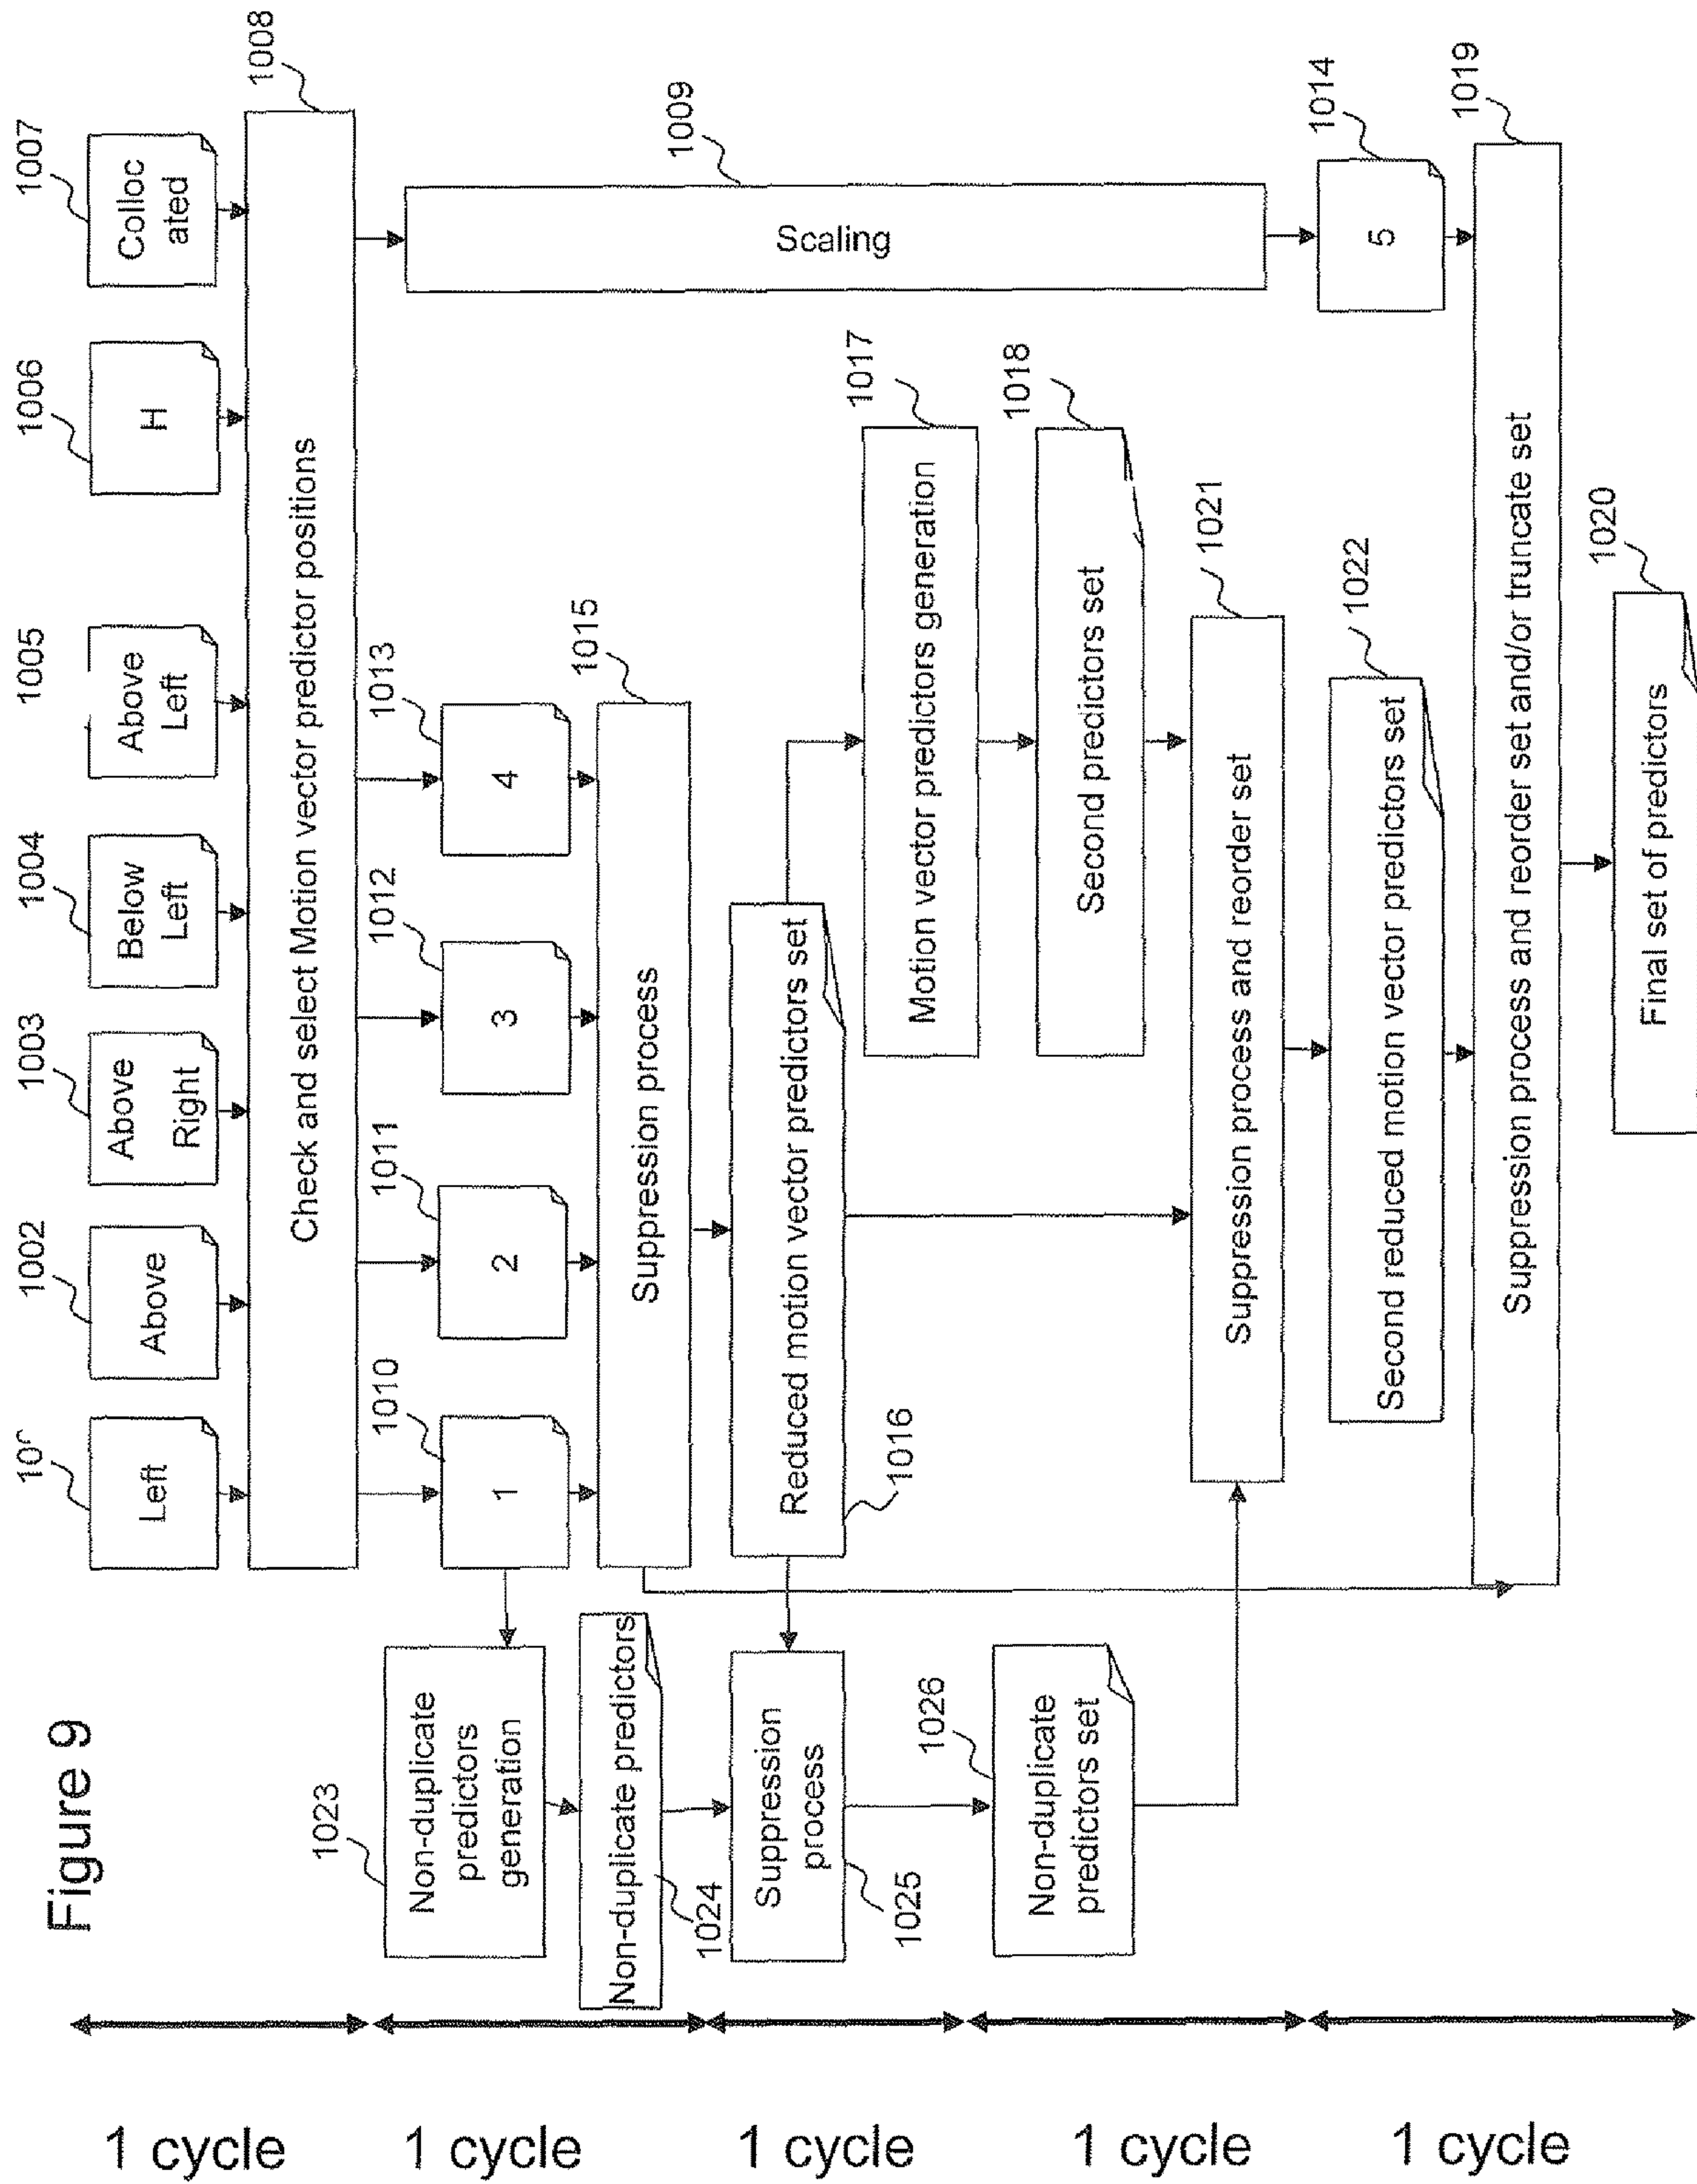 Figure 9
1 cycle
1 cycle
1 cycle
1 cycle
1 cycle
1002
1003
1004
1005
1006
1007
Left
Above
Above
Right
Below
Left
Above
Left
H
Colloc
ated
1008
Check and select Motion vector predictor positions
1023
Non-duplicate
predictors
generation
1010
1
1011
2
1012
3
1013
4
1009
Scaling
Non-duplicate predictors
1024
1015
Suppression process
Suppression
process
1025
Reduced motion vector predictors set
1016
1017
Motion vector predictors generation
1026
Non-duplicate
predictors set
1018
Second predictors set
1021
Suppression process and reorder set
1022
Second reduced motion vector predictors set
1014
5
1019
Suppression process and reorder set and/or truncate set
1020
Final set of predictors